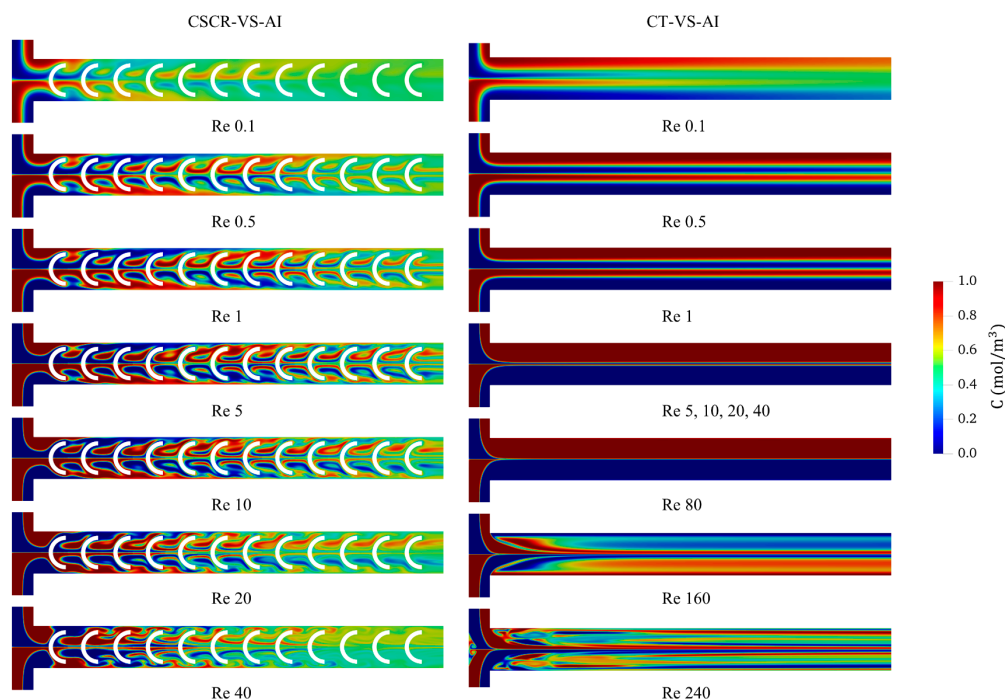 CSCR-VS-AI
CT-VS-AI
Re 0.1
Re 0.1
Re 0.5
Re 0.5
Re 1
Re 1
Re 5
Re 5, 10, 20, 40
Re 10
Re 80
Re 20
Re 160
Re 40
Re 240
1.0
0.8
0.6
0.4
0.2
0.0
C (mol/m³)